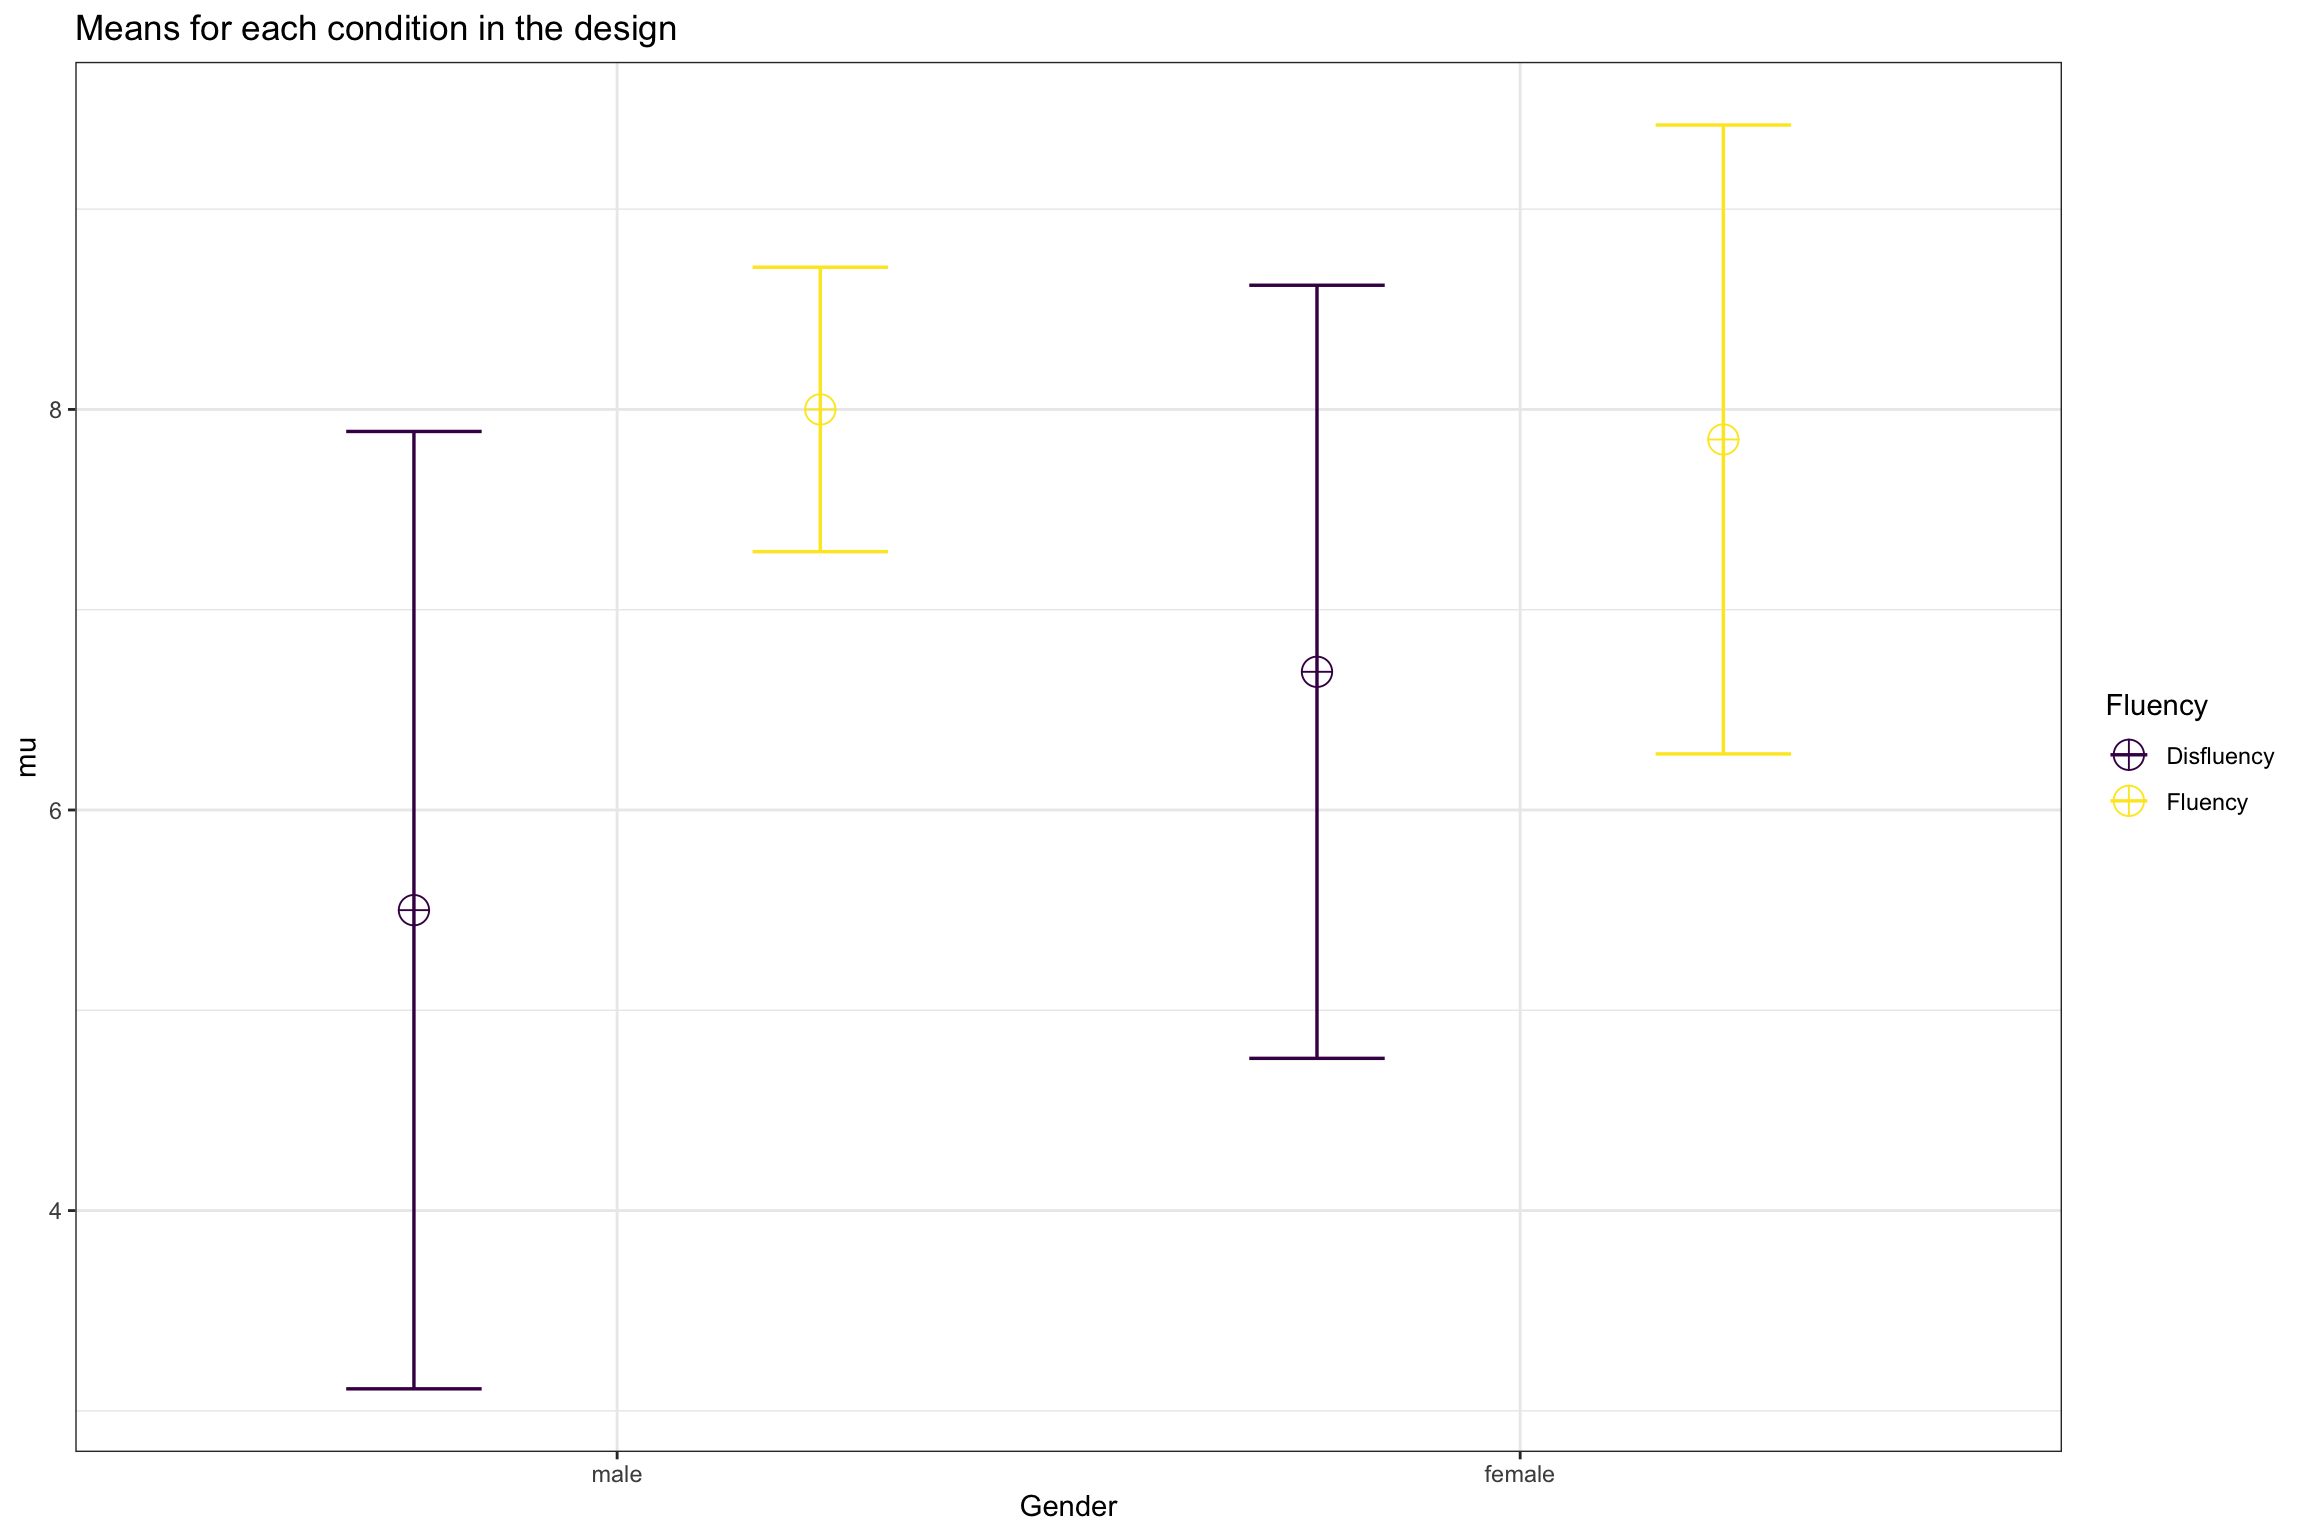 Means for each condition in the design
mu
8
6
4
male
female
Gender
Fluency
Disfluency
Fluency